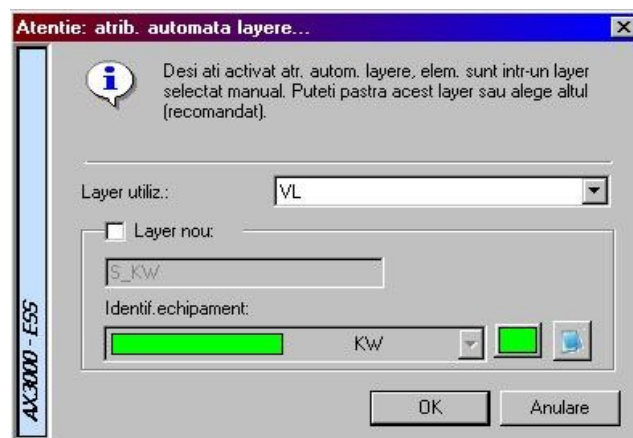 Atentie: atrib. automata layere...
Desi ati activat atr. autom. layere, elem. sunt intr-un layer
selectat manual. Puteti pastra acest layer sau alege altul
(recomandat).
Layer utiliz.:
VL
Layer nou:
S_KW
Identif.echipament:
KW
OK
Anulare
AX3000 - ESS